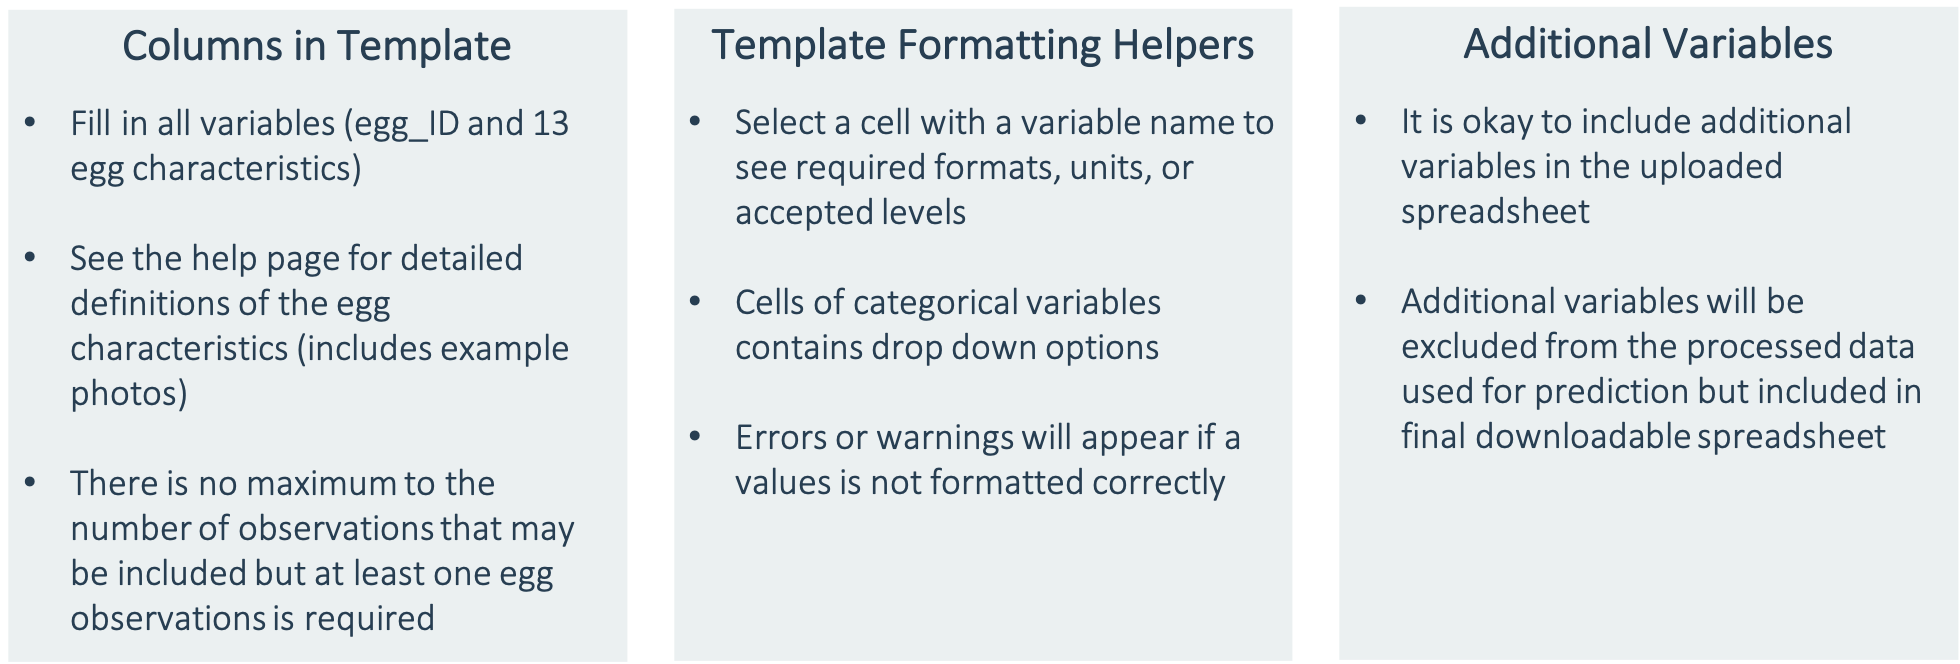 Columns in Template
• Fill in all variables (egg_ID and 13
egg characteristics)
• See the help page for detailed
definitions of the egg
characteristics (includes example
photos)
• There is no maximum to the
number of observations that may
be included but at least one egg
observations is required
Template Formatting Helpers
• Select a cell with a variable name to
see required formats, units, or
accepted levels
• Cells of categorical variables
contains drop down options
• Errors or warnings will appear if a
values is not formatted correctly
Additional Variables
• It is okay to include additional
variables in the uploaded
spreadsheet
• Additional variables will be
excluded from the processed data
used for prediction but included in
final downloadable spreadsheet